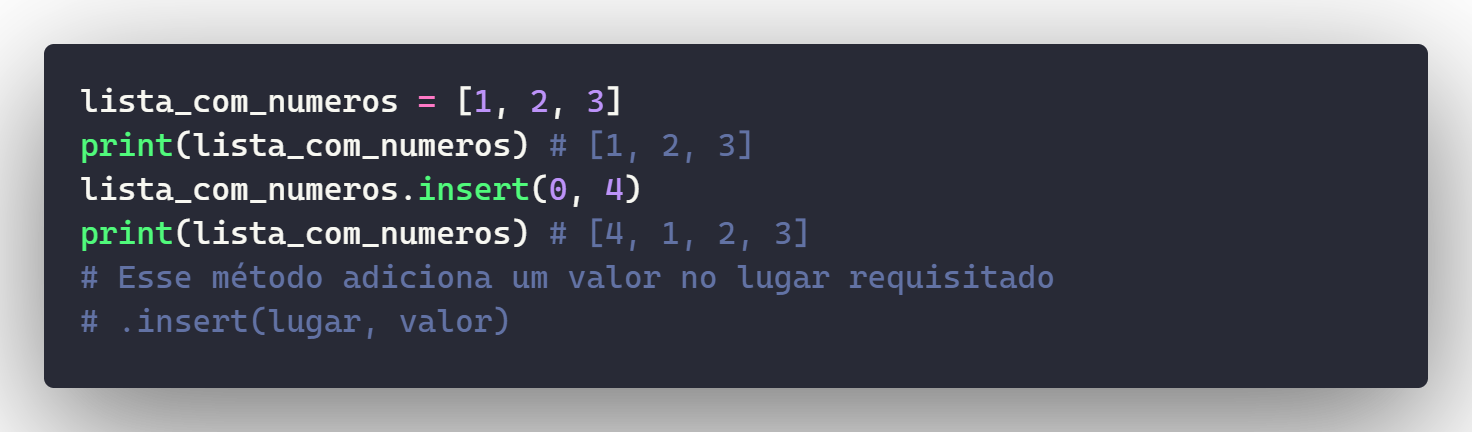 lista_com_numeros = [1, 2, 3]
print(lista_com_numeros) # [1, 2, 3]
lista_com_numeros.insert(0, 4)
print(lista_com_numeros) # [4, 1, 2, 3]
# Esse método adiciona um valor no lugar requisitado
# .insert(lugar, valor)